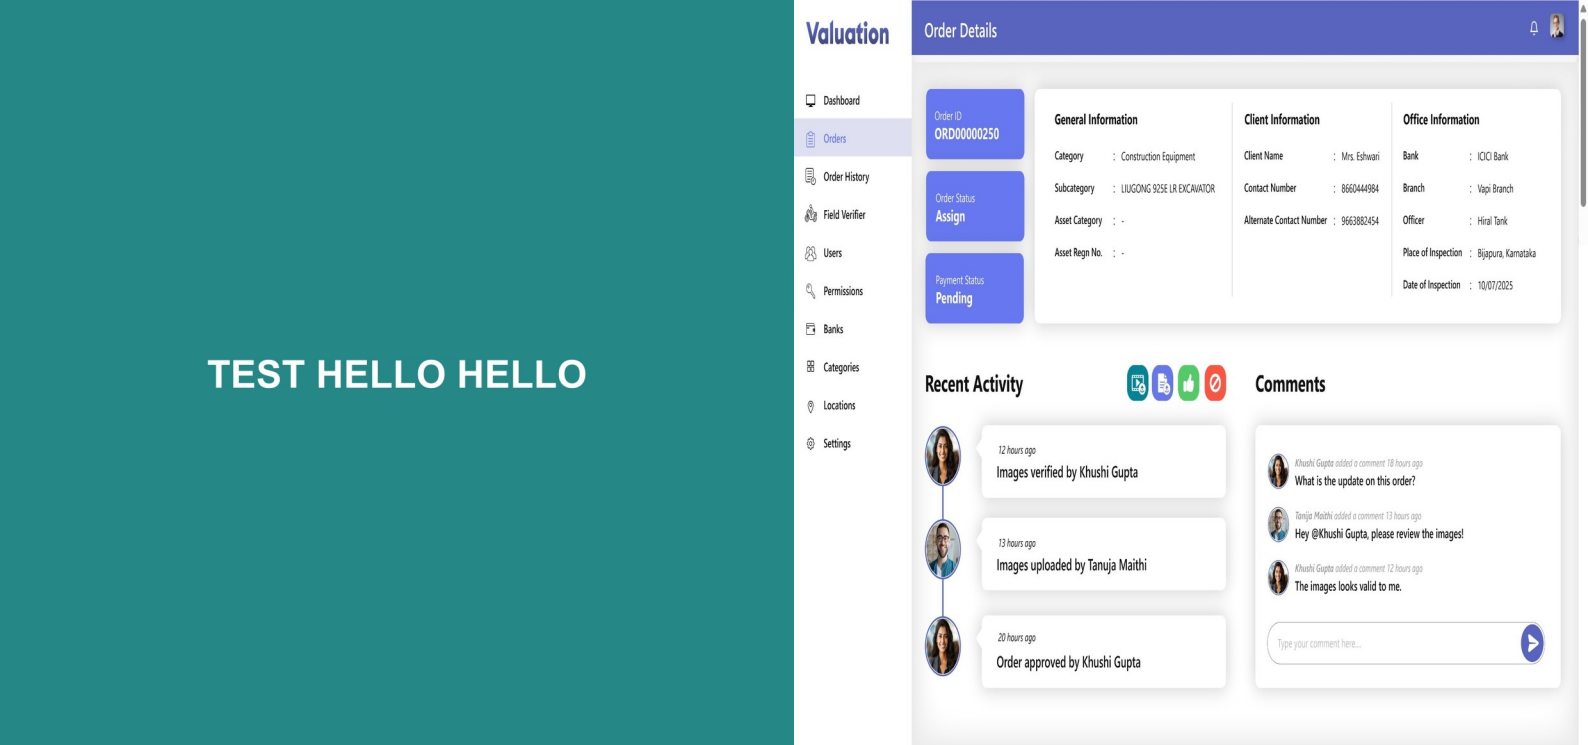 TEST HELLO HELLO
Valuation
Dashboard
Orders
Order History
Field Verifier
Users
Permissions
Banks
Categories
Locations
Settings
Order Details
Order ID
ORD00000250
Order Status
Assign
Payment Status
Pending
General Information
Category : Construction Equipment
Subcategory : LIUGONG 925E LR EXCAVATOR
Asset Category : -
Asset Regn No. : -
Client Information
Client Name : Mrs. Eshwari
Contact Number : 8660444984
Alternate Contact Number : 9663882454
Office Information
Bank : ICICI Bank
Branch : Vapi Branch
Officer : Hiral Tank
Place of Inspection : Bijapura, Karnataka
Date of Inspection : 10/07/2025
Recent Activity
12 hours ago
Images verified by Khushi Gupta
13 hours ago
Images uploaded by Tanuja Maithi
20 hours ago
Order approved by Khushi Gupta
Comments
Khushi Gupta added a comment 18 hours ago
What is the update on this order?
Tanija Maithi added a comment 13 hours ago
Hey @Khushi Gupta, please review the images!
Khushi Gupta added a comment 12 hours ago
The images looks valid to me.
Type your comment here...